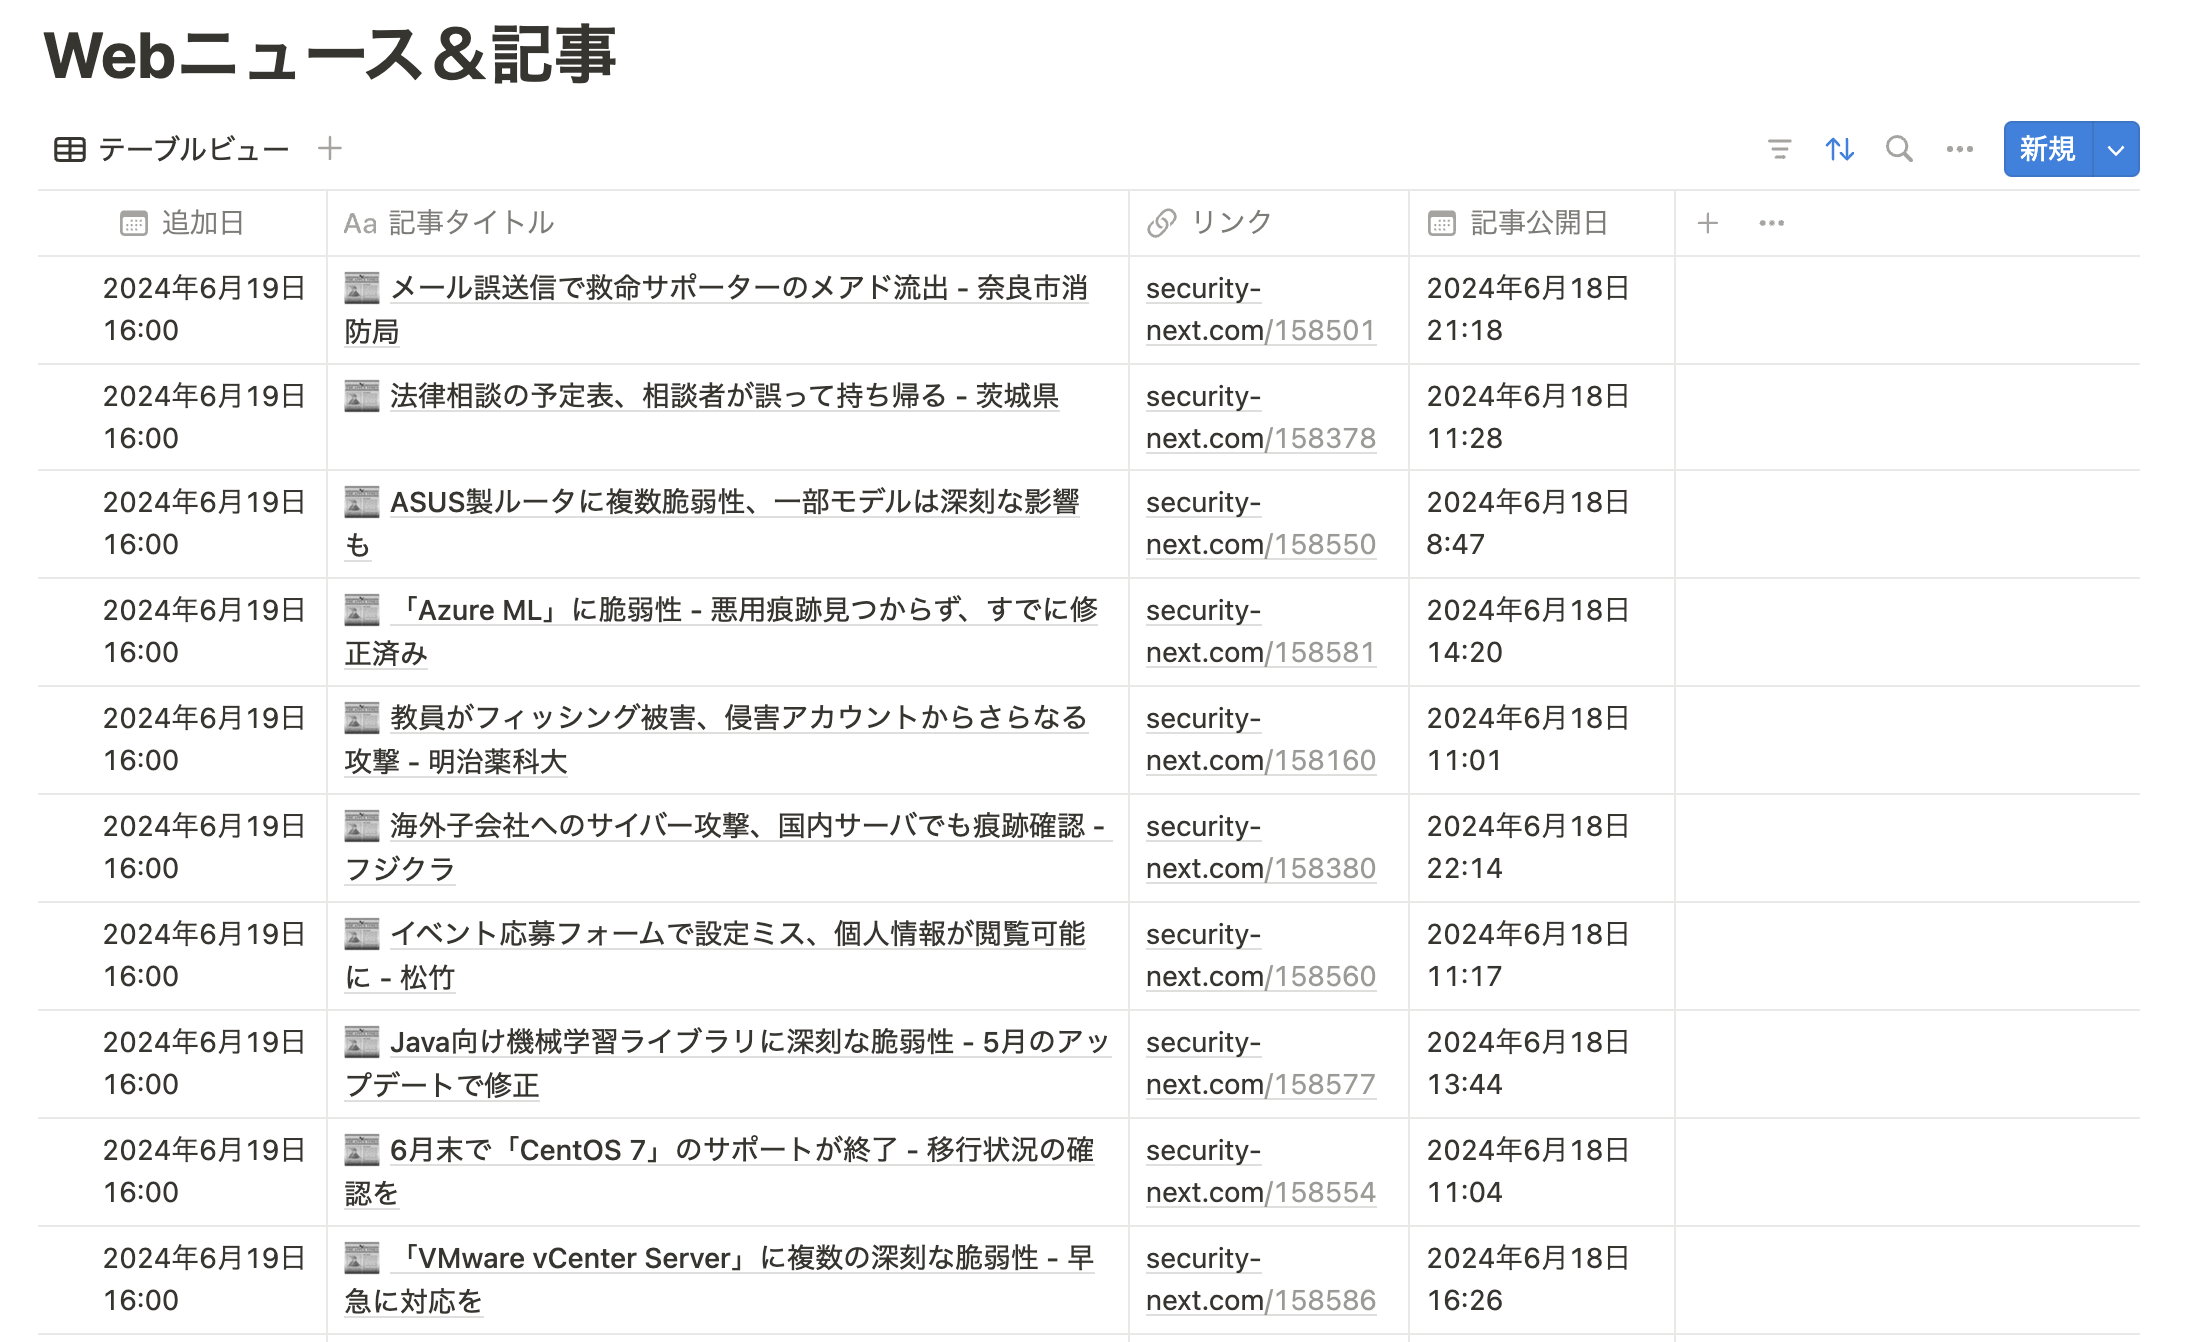 Webニュース＆記事
テーブルビュー
新規
追加日 Aa 記事タイトル リンク 記事公開日
2024年6月19日 16:00 メール誤送信で救命サポーターのメアド流出 - 奈良市消防局 security-next.com/158501 2024年6月18日 21:18
2024年6月19日 16:00 法律相談の予定表、相談者が誤って持ち帰る - 茨城県 security-next.com/158378 2024年6月18日 11:28
2024年6月19日 16:00 ASUS製ルータに複数脆弱性、一部モデルは深刻な影響も security-next.com/158550 2024年6月18日 8:47
2024年6月19日 16:00 「Azure ML」に脆弱性 - 悪用痕跡見つからず、すでに修正済み security-next.com/158581 2024年6月18日 14:20
2024年6月19日 16:00 教員がフィッシング被害、侵害アカウントからさらなる攻撃 - 明治薬科大 security-next.com/158160 2024年6月18日 11:01
2024年6月19日 16:00 海外子会社へのサイバー攻撃、国内サーバでも痕跡確認 - フジクラ security-next.com/158380 2024年6月18日 22:14
2024年6月19日 16:00 イベント応募フォームで設定ミス、個人情報が閲覧可能に - 松竹 security-next.com/158560 2024年6月18日 11:17
2024年6月19日 16:00 Java向け機械学習ライブラリに深刻な脆弱性 - 5月のアップデートで修正 security-next.com/158577 2024年6月18日 13:44
2024年6月19日 16:00 6月末で「CentOS 7」のサポートが終了 - 移行状況の確認を security-next.com/158554 2024年6月18日 11:04
2024年6月19日 16:00 「VMware vCenter Server」に複数の深刻な脆弱性 - 早急に対応を security-next.com/158586 2024年6月18日 16:26